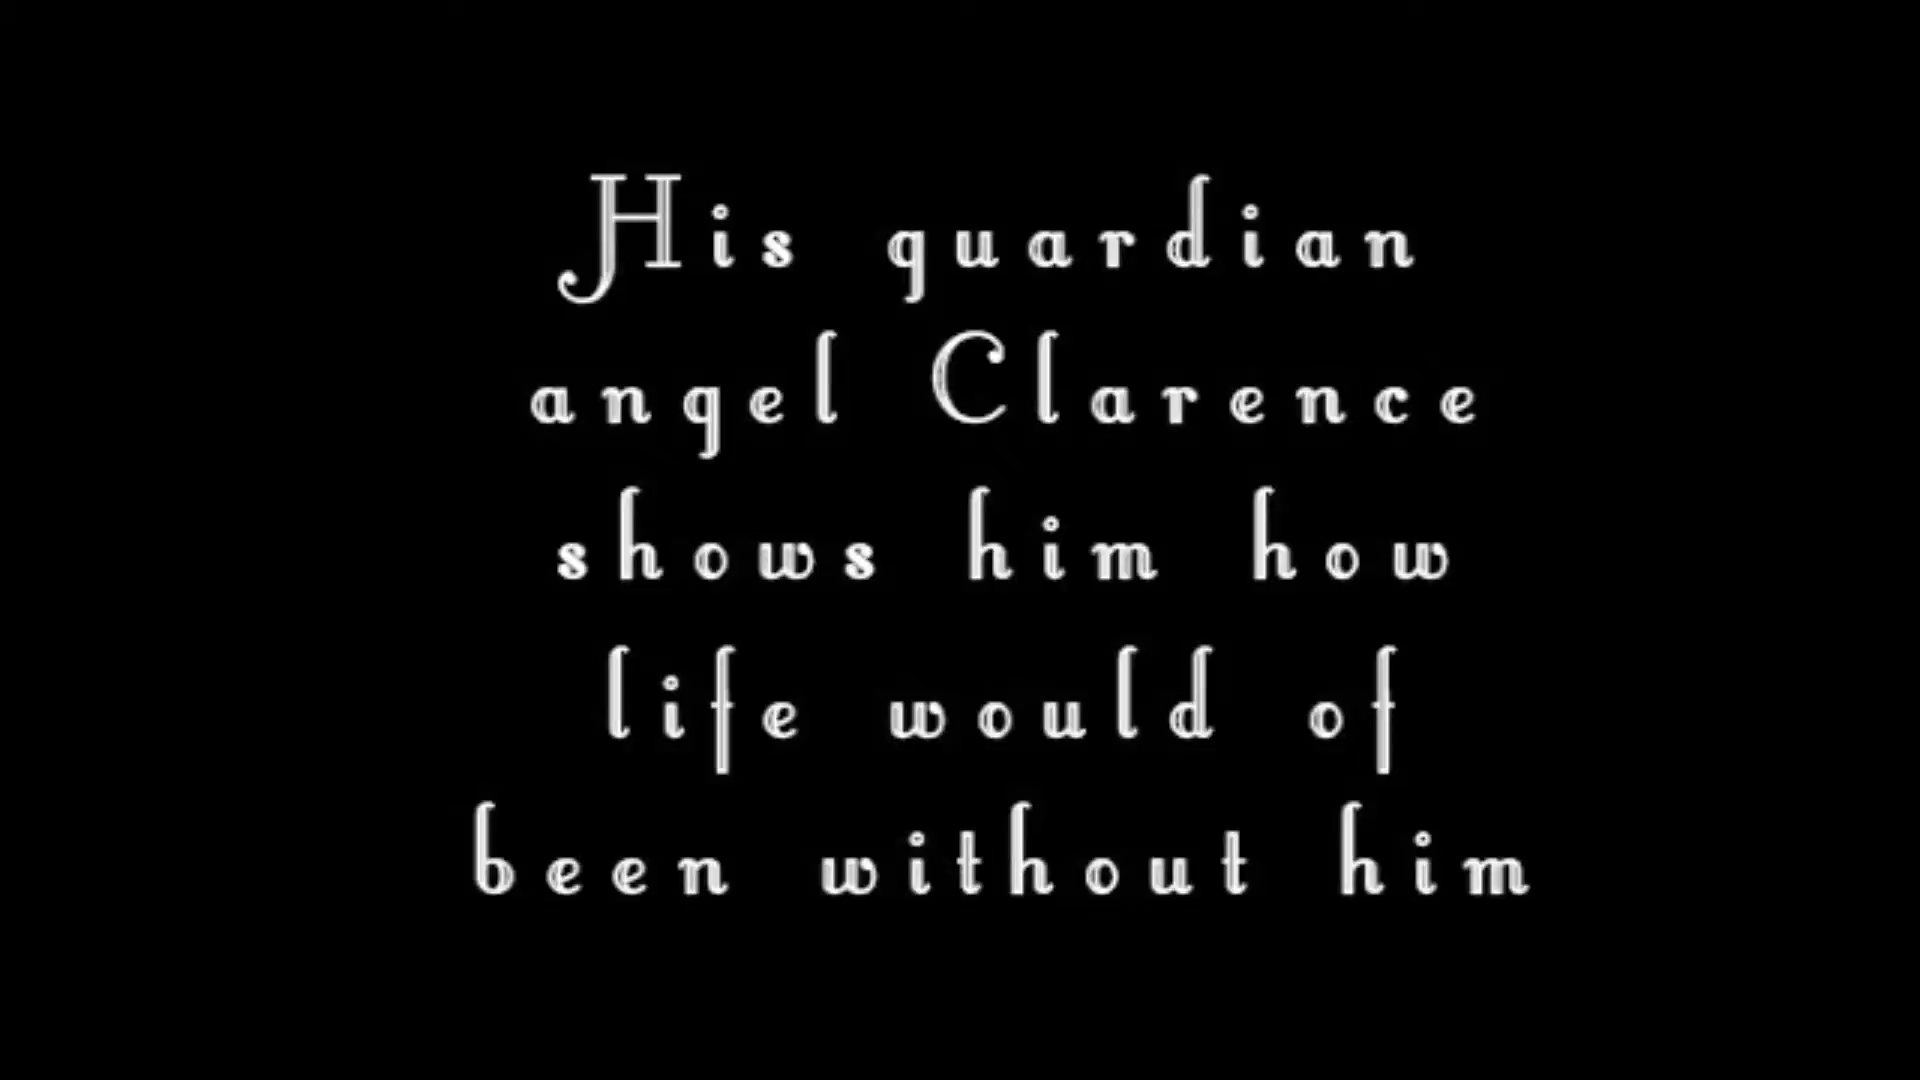 His guardian
angel Clarence
shows him how
life would of
been without him